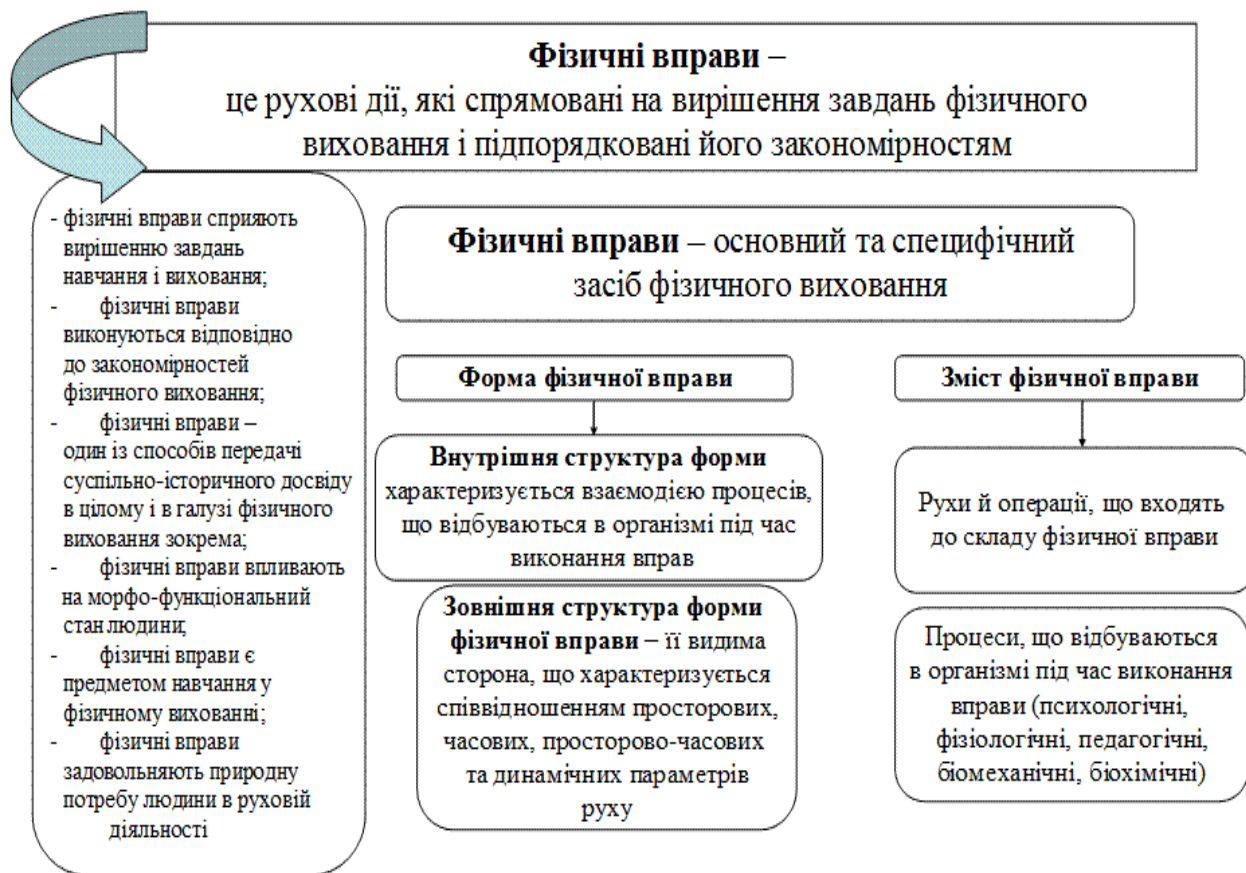 Фізичні вправи –
це рухові дії, які спрямовані на вирішення завдань фізичного
виховання і підпорядковані його закономірностям
- фізичні вправи сприяють
вирішенню завдань
навчання і виховання;
- фізичні вправи
виконуються відповідно
до закономірностей
фізичного виховання;
- фізичні вправи –
один із способів передачі
суспільно-історичного досвіду
в цілому і в галузі фізичного
виховання зокрема;
- фізичні вправи впливають
на морфо-функціональний
стан людини;
- фізичні вправи є
предметом навчання у
фізичному вихованні;
- фізичні вправи
задовольняють природну
потребу людини в руховій
діяльності
Фізичні вправи – основний та специфічний
засіб фізичного виховання
Форма фізичної вправи
Внутрішня структура форми
характеризується взаємодією процесів,
що відбуваються в організмі під час
виконання вправ
Зовнішня структура форми
фізичної вправи – її видима
сторона, що характеризується
співвідношенням просторових,
часових, просторово-часових
та динамічних параметрів
руху
Зміст фізичної вправи
Рухи й операції, що входять
до складу фізичної вправи
Процеси, що відбуваються
в організмі під час виконання
вправи (психологічні,
фізіологічні, педагогічні,
біомеханічні, біохімічні)